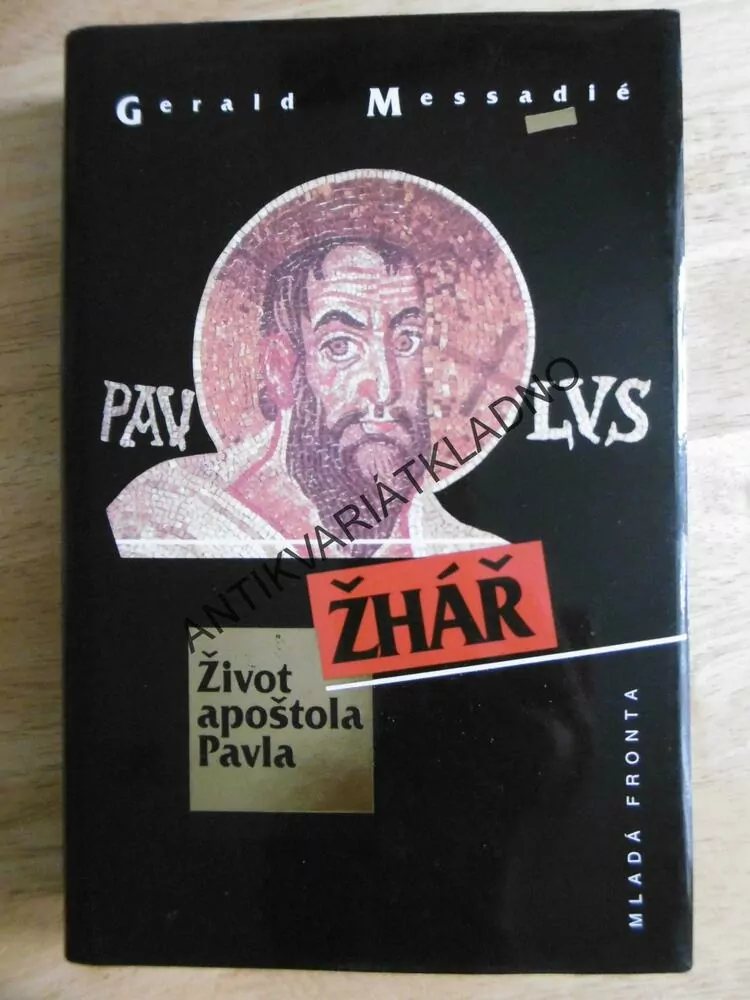 Gerald Messadié
PAV LVS
ANTIKVARIÁTKLADNO
ŽHÁŘ
Život
apoštola
Pavla
MLADÁ FRONTA